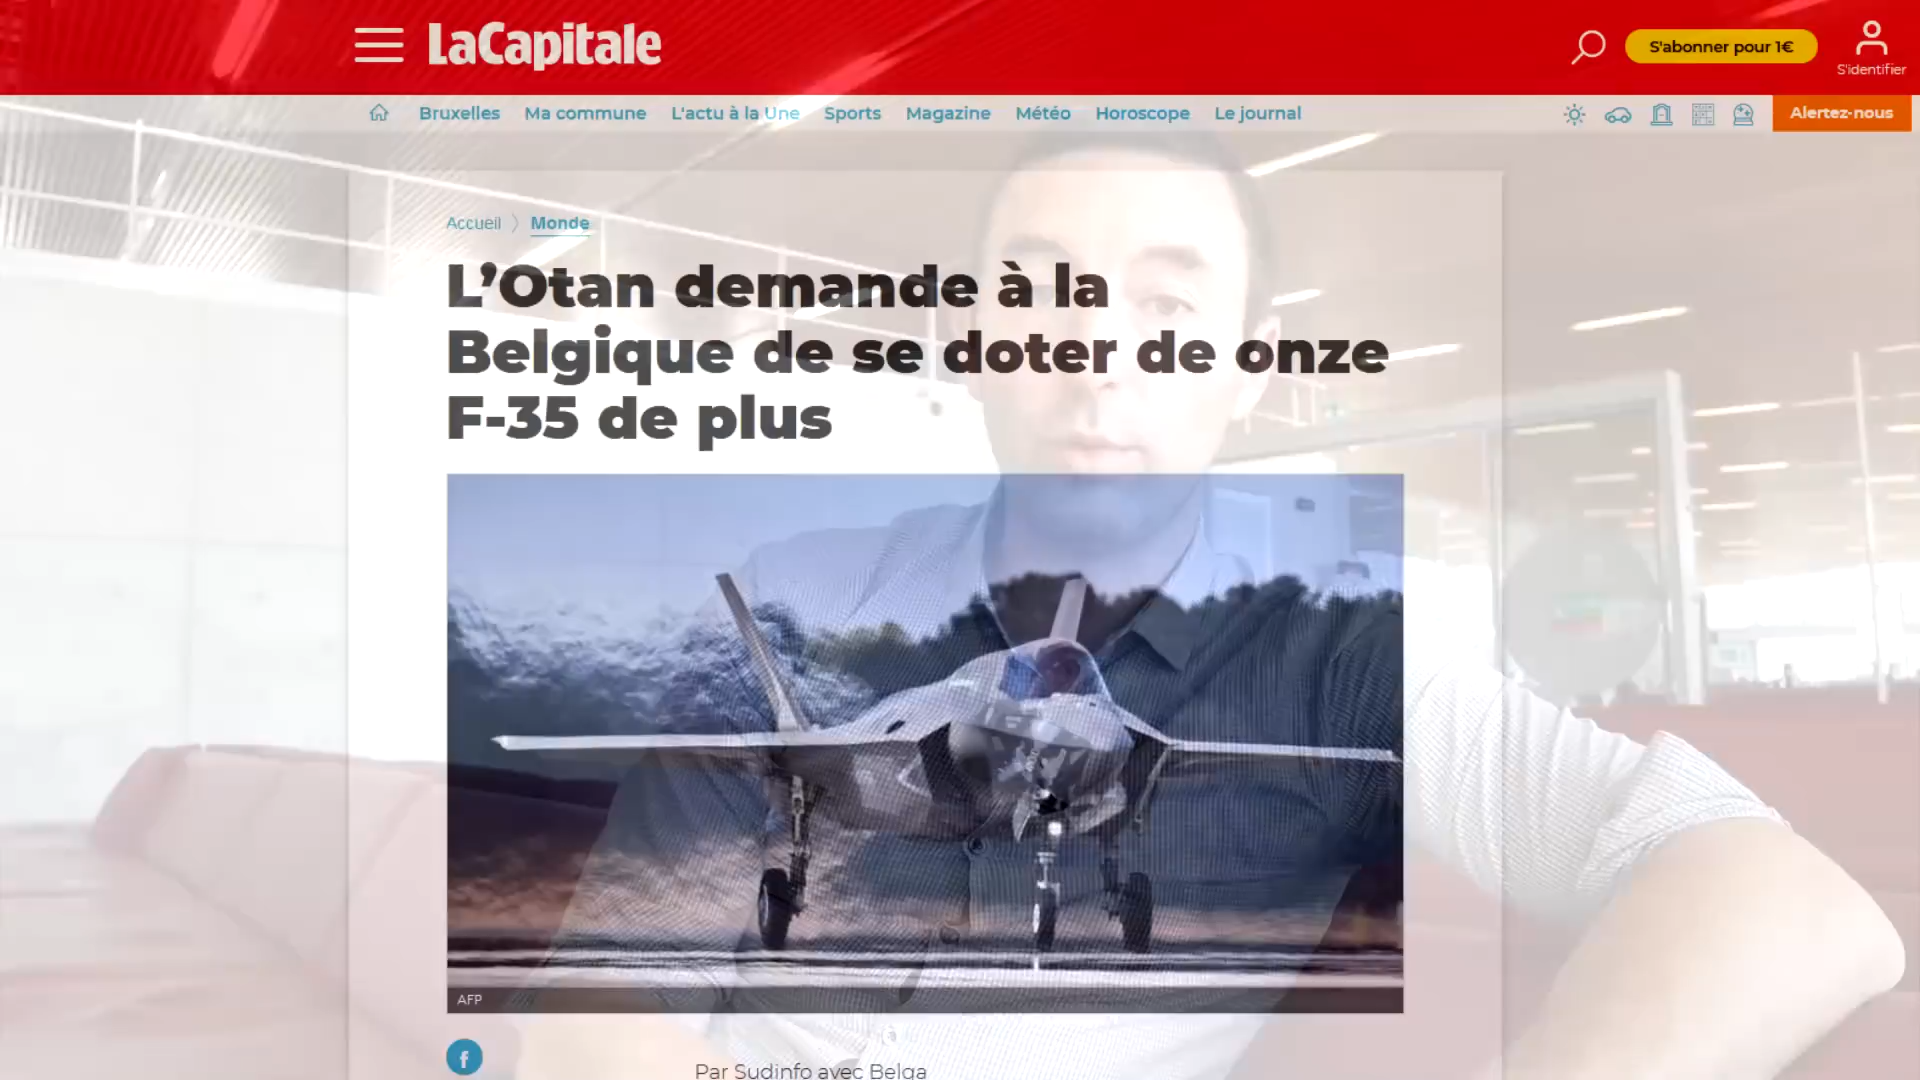 LaCapitale
S'abonner pour 1€
S'identifier
Bruxelles Ma commune L'actu à la Une Sports Magazine Météo Horoscope Le journal
Alertez-nous
Accueil Monde
L’Otan demande à la
Belgique de se doter de onze
F-35 de plus
AFP
f
Par Sudinfo avec Belga